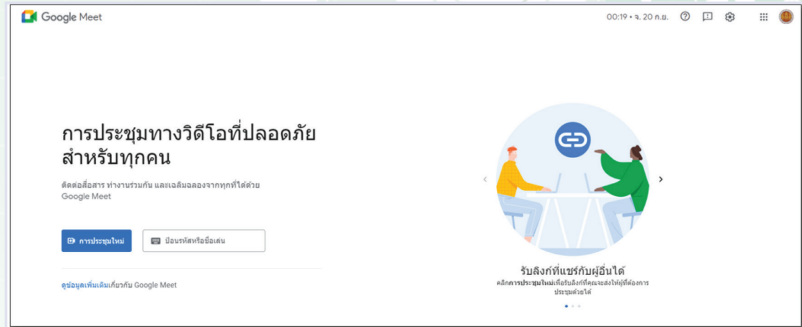 Google Meet
00:19 • จ. 20 ก.ย.
การประชุมทางวิดีโอที่ปลอดภัย
สำหรับทุกคน
ติดต่อสื่อสาร ทำงานร่วมกัน และเฉลิมฉลองจากทุกที่ได้ด้วย
Google Meet
การประชุมใหม่
ป้อนรหัสหรือชื่อเล่น
ดูข้อมูลเพิ่มเติมเกี่ยวกับ Google Meet
รับลิงก์ที่แชร์กับผู้อื่นได้
คลิกการประชุมใหม่เพื่อรับลิงก์ที่คุณจะส่งให้ผู้ที่ต้องการ
ประชุมด้วยได้